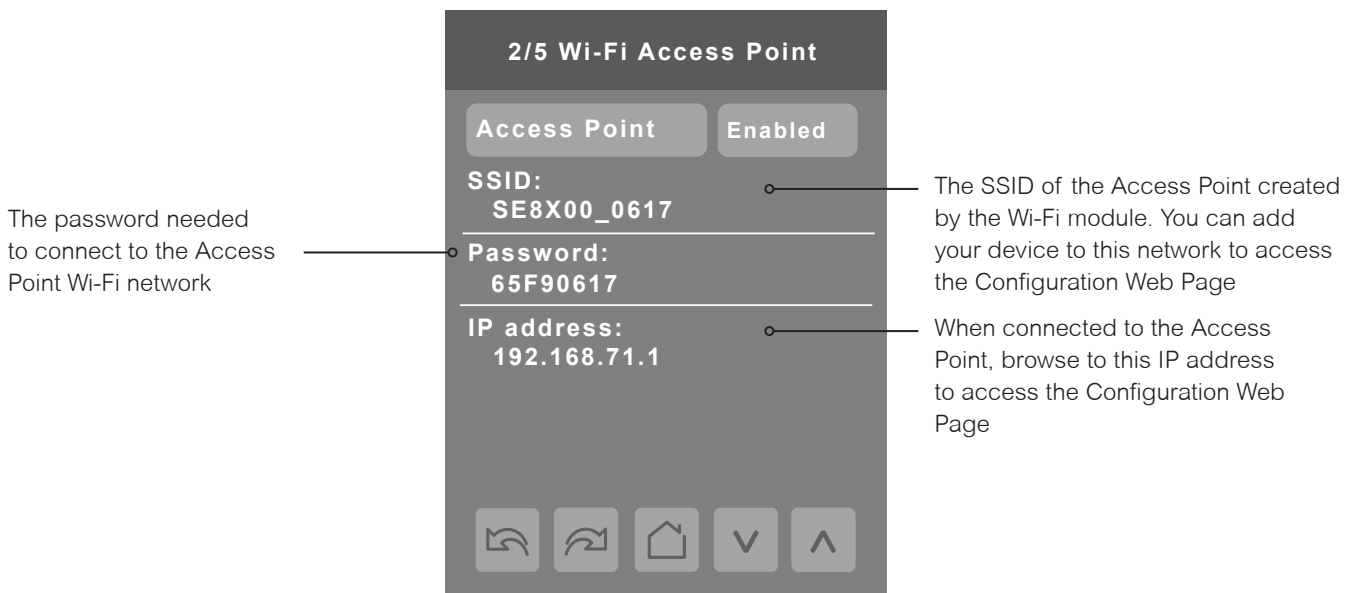 2/5 Wi-Fi Access Point
Access Point
Enabled
SSID:
SE8X00_0617
Password:
65F90617
IP address:
192.168.71.1
The password needed
to connect to the Access
Point Wi-Fi network
The SSID of the Access Point created
by the Wi-Fi module. You can add
your device to this network to access
the Configuration Web Page
When connected to the Access
Point, browse to this IP address
to access the Configuration Web
Page